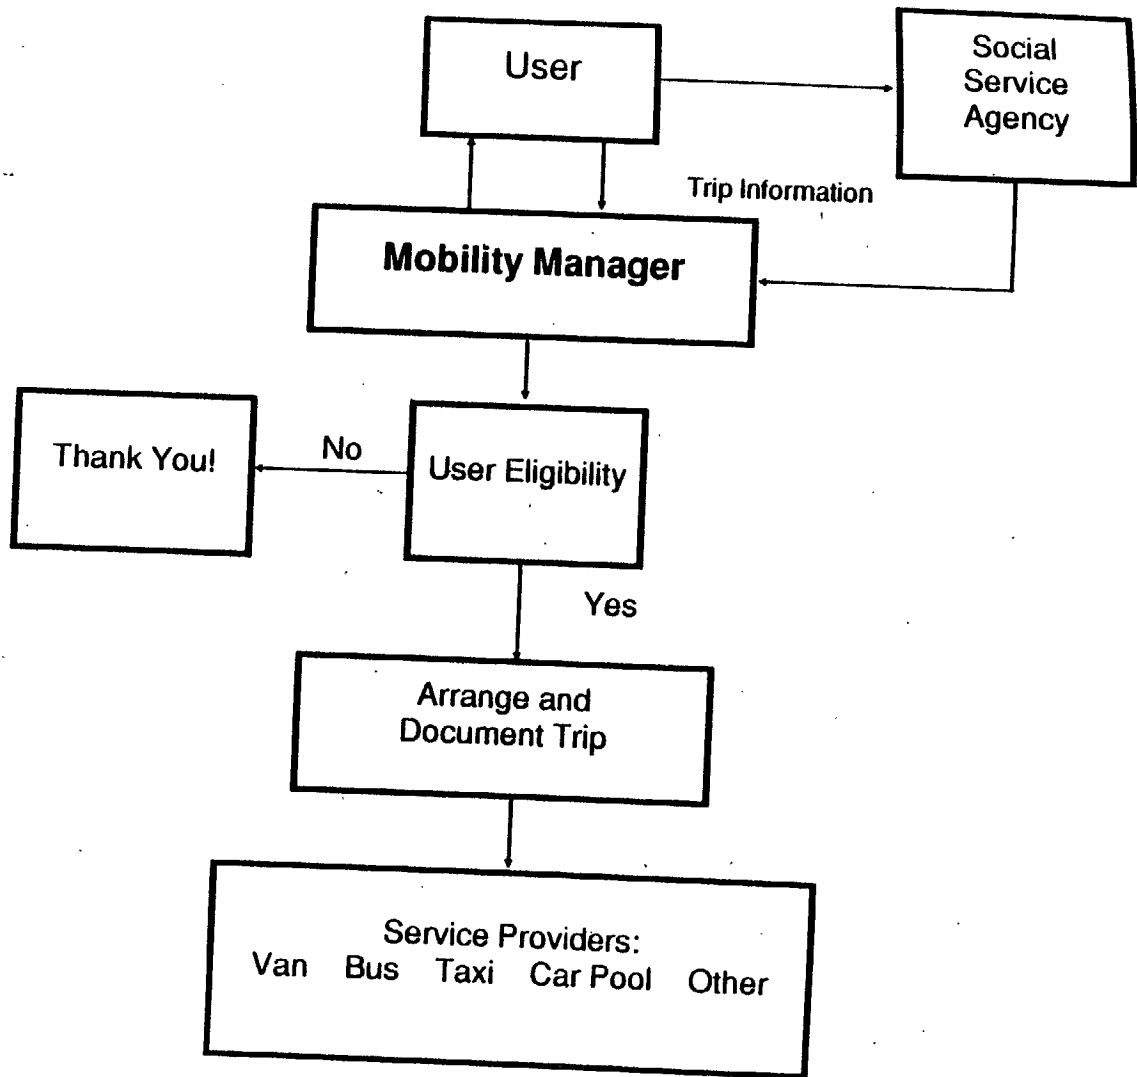 User
Social
Service
Agency
Trip Information
Mobility Manager
Thank You!
No
User Eligibility
Yes
Arrange and
Document Trip
Service Providers:
Van Bus Taxi Car Pool Other